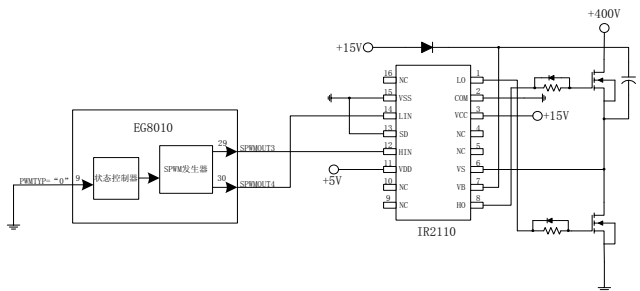 +400V
+15V
16 NC
15 VSS
14 LIN
13 SD
12 HIN
11 VDD
10 NC
9 NC
LO 1
COM 2
VCC 3
NC 4
NC 5
VS 6
VB 7
HO 8
+15V
+5V
IR2110
EG8010
状态控制器
SPWM发生器
29 SPWMOUT3
30 SPWMOUT4
PWMTYP= “0” 9